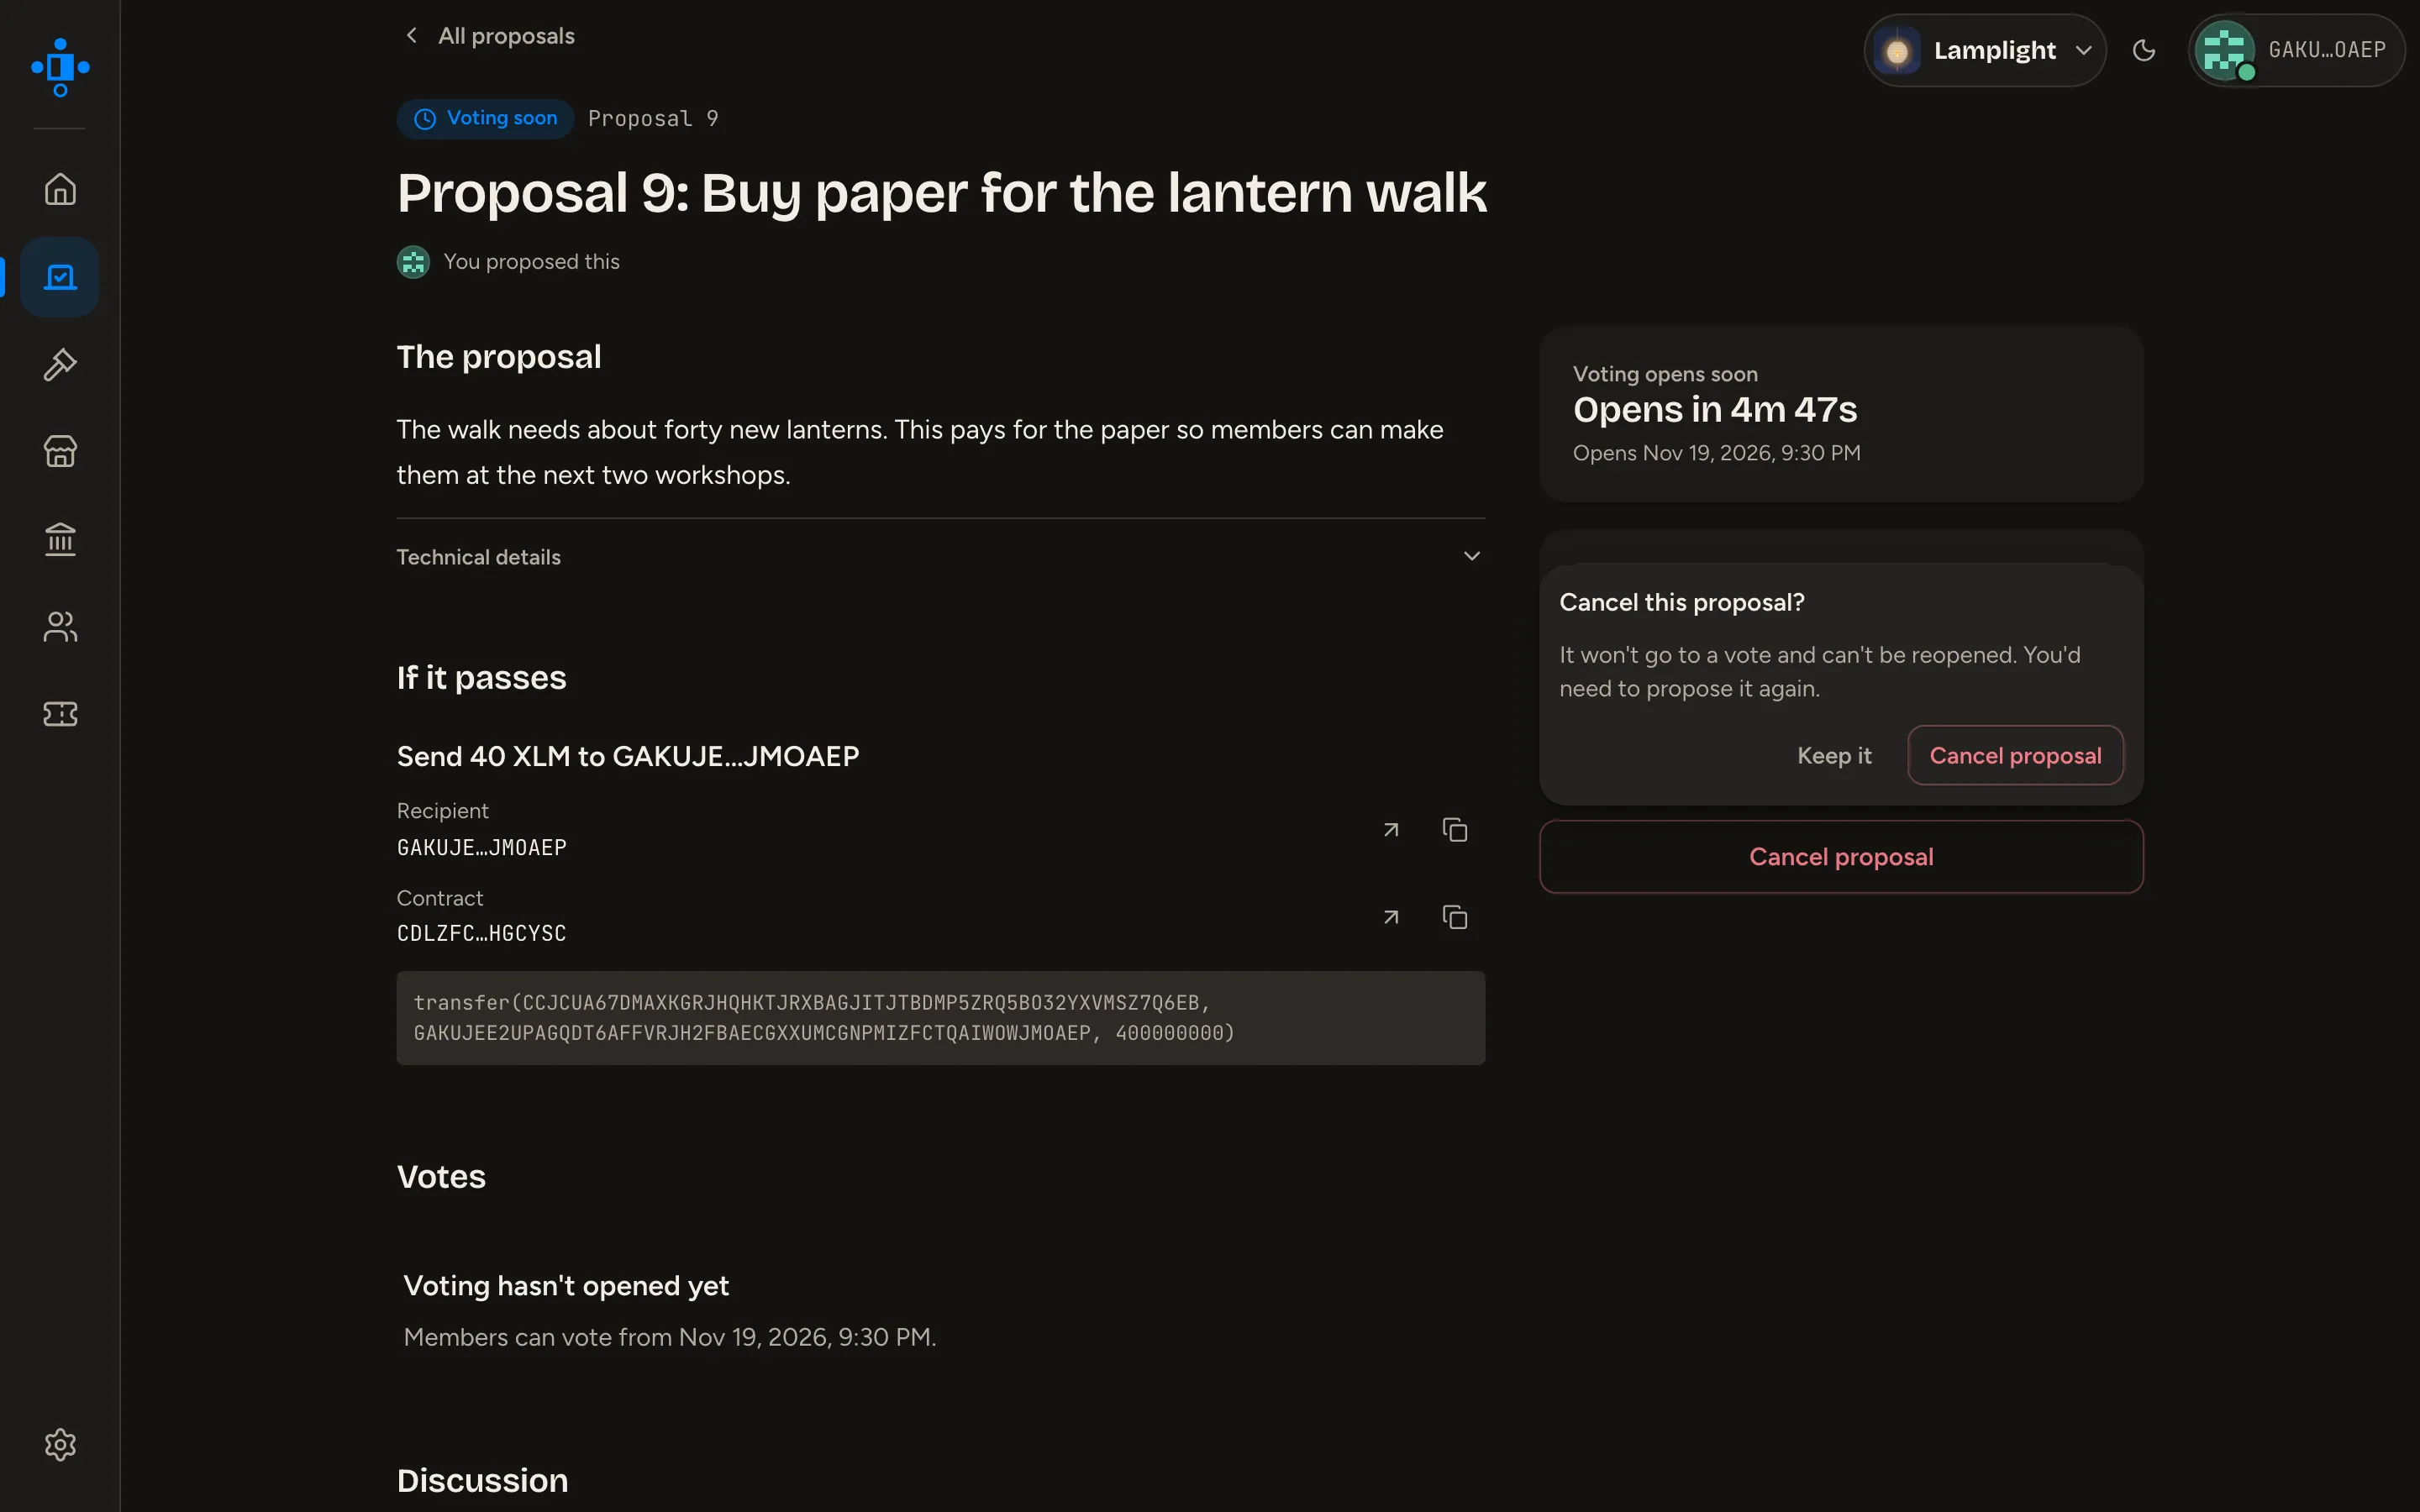 All proposals
Lamplight
GAKU…OAEP
Voting soon
Proposal 9
Proposal 9: Buy paper for the lantern walk
You proposed this
The proposal
The walk needs about forty new lanterns. This pays for the paper so members can make
them at the next two workshops.
Technical details
If it passes
Send 40 XLM to GAKUJE…JMOAEP
Recipient
GAKUJE…JMOAEP
Contract
CDLZFC…HGCYSC
transfer(CCJCUA67DMAXKGRJHQHKTJRXBAGJITJTBDMP5ZRQ5BO32YXVMSZ7Q6EB,
GAKUJEE2UPAGQDT6AFFVRJH2FBAECGXXUMCGNPMIZFCTQAIWOWJMOAEP, 400000000)
Votes
Voting hasn't opened yet
Members can vote from Nov 19, 2026, 9:30 PM.
Discussion
Voting opens soon
Opens in 4m 47s
Opens Nov 19, 2026, 9:30 PM
Cancel this proposal?
It won't go to a vote and can't be reopened. You'd
need to propose it again.
Keep it
Cancel proposal
Cancel proposal